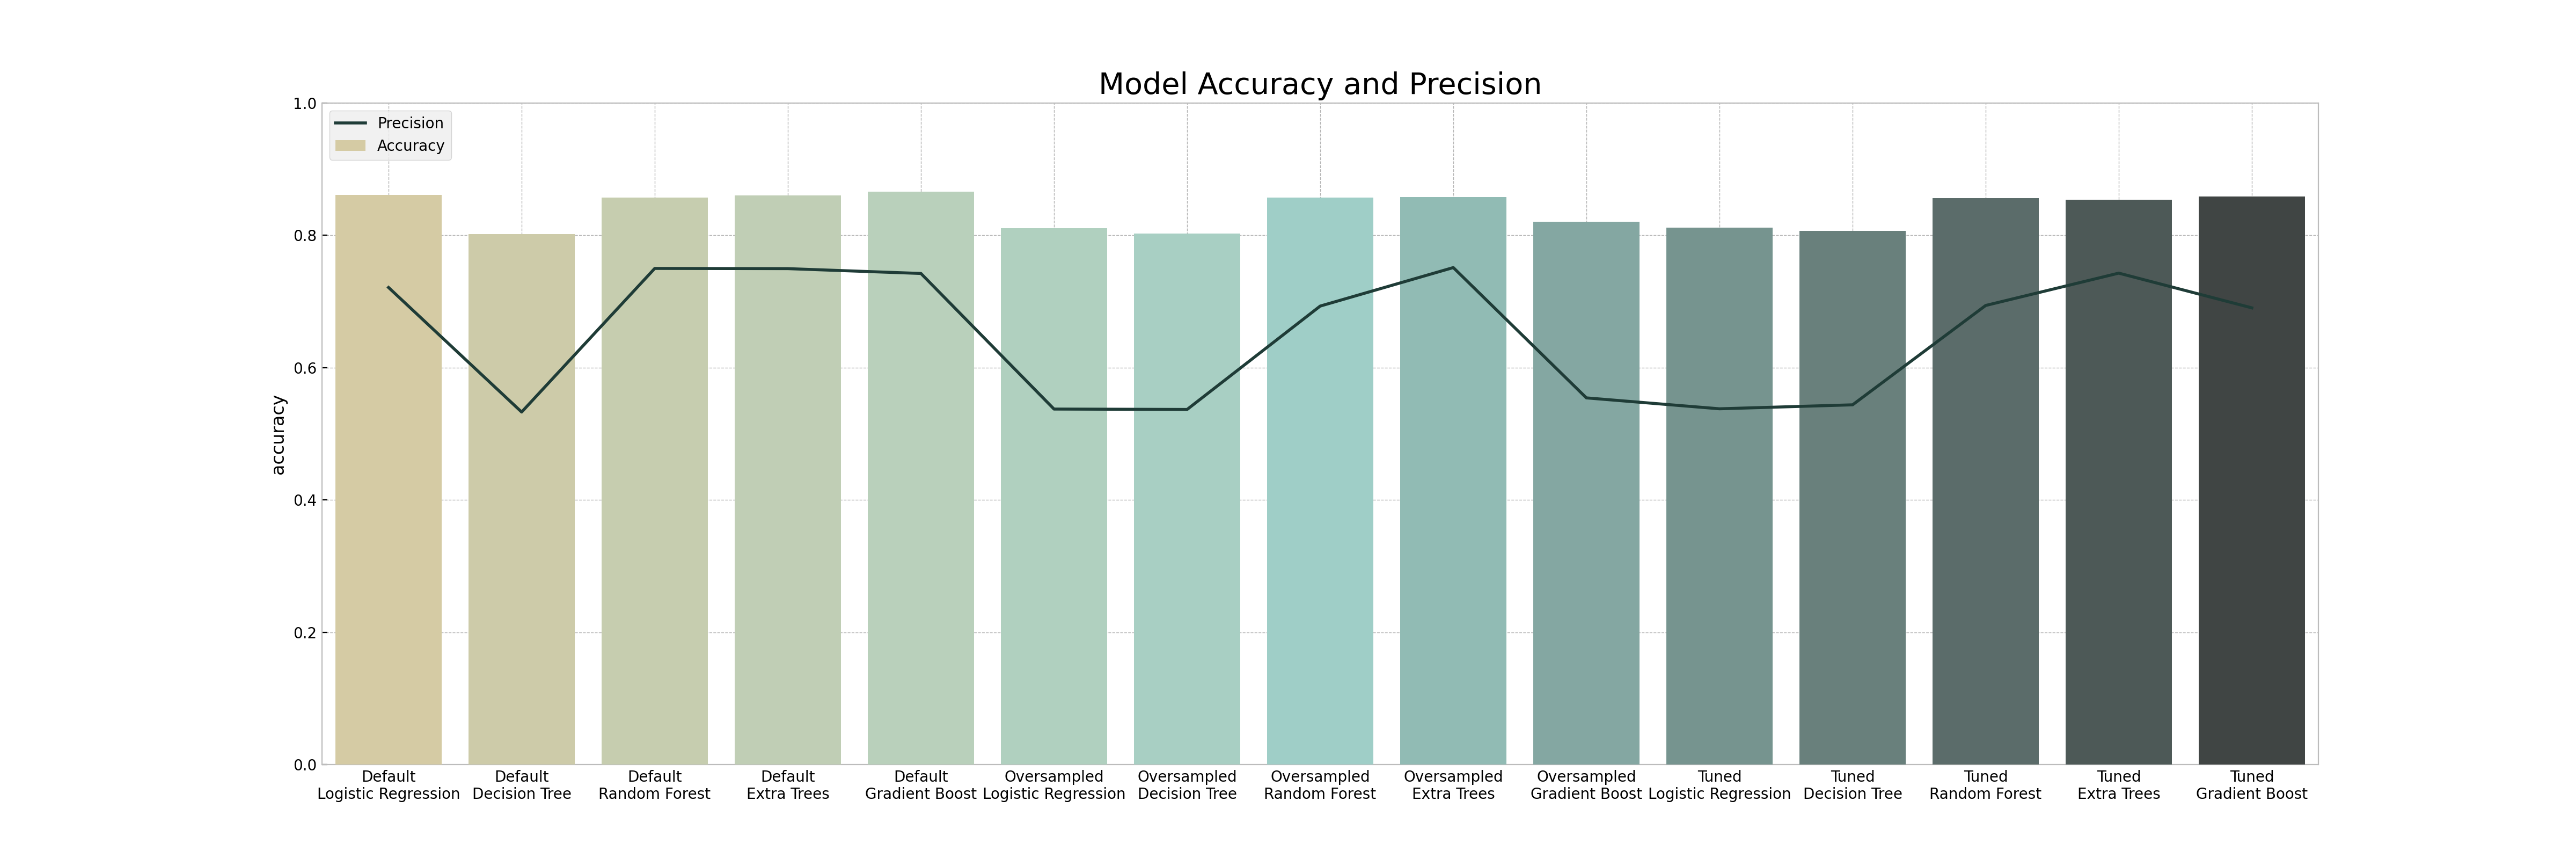 Model Accuracy and Precision
1.0
0.8
0.6
0.4
0.2
0.0
accuracy
Precision
Accuracy
Default
Logistic Regression
Default
Decision Tree
Default
Random Forest
Default
Extra Trees
Default
Gradient Boost
Oversampled
Logistic Regression
Oversampled
Decision Tree
Oversampled
Random Forest
Oversampled
Extra Trees
Oversampled
Gradient Boost
Tuned
Logistic Regression
Tuned
Decision Tree
Tuned
Random Forest
Tuned
Extra Trees
Tuned
Gradient Boost